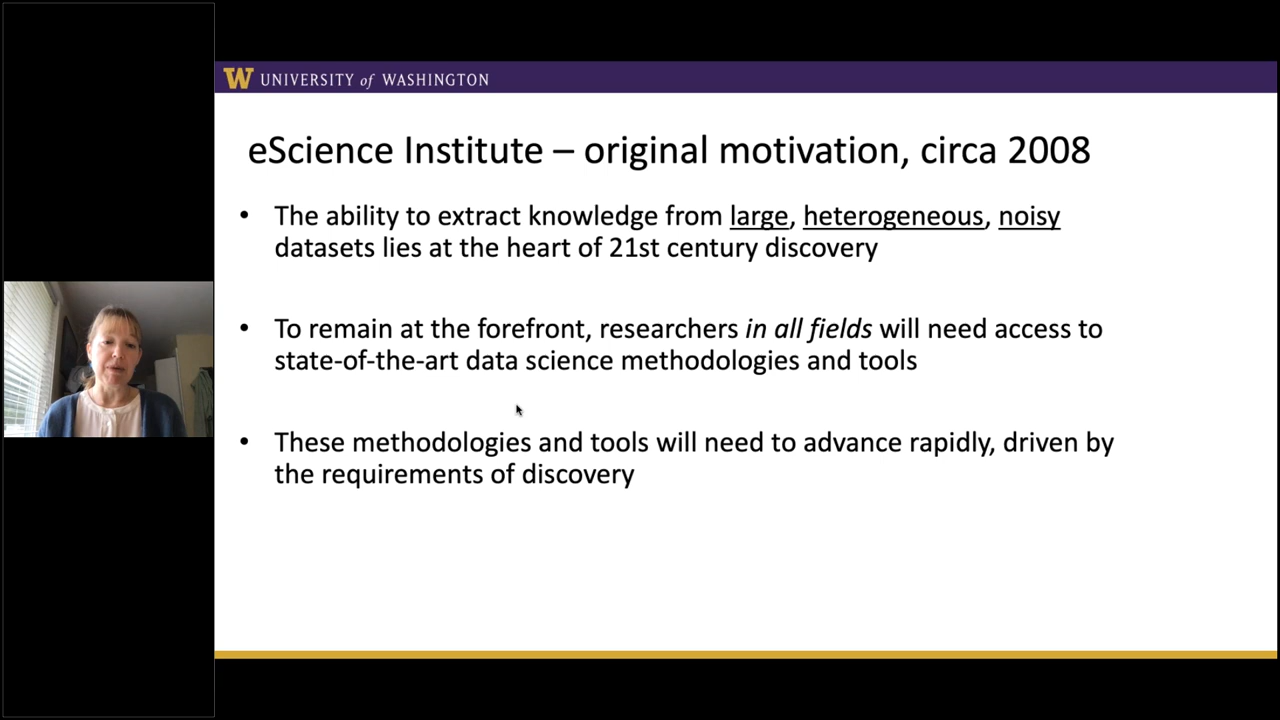 W UNIVERSITY of WASHINGTON
eScience Institute – original motivation, circa 2008
• The ability to extract knowledge from large, heterogeneous, noisy
datasets lies at the heart of 21st century discovery
• To remain at the forefront, researchers in all fields will need access to
state-of-the-art data science methodologies and tools
• These methodologies and tools will need to advance rapidly, driven by
the requirements of discovery